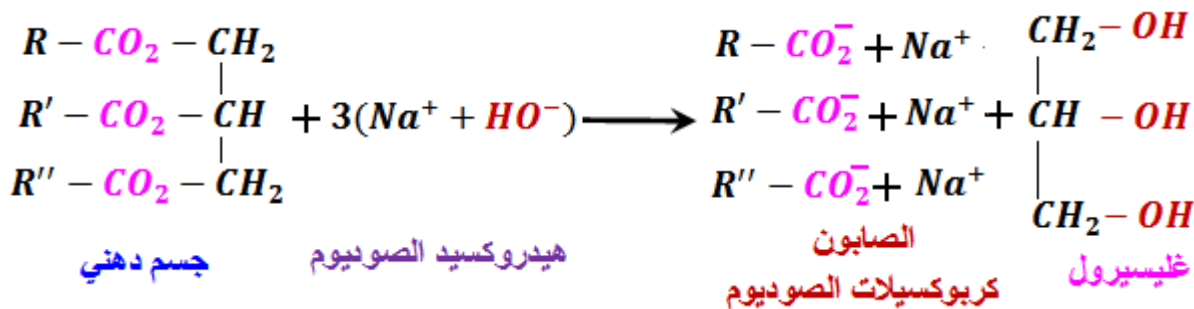 R − CO₂ − CH₂ R − CO₂⁻ + Na⁺ CH₂ − OH
R′ − CO₂ − CH + 3(Na⁺ + HO⁻) ⟶ R′ − CO₂⁻ + Na⁺ + CH − OH
R′′ − CO₂ − CH₂ R′′ − CO₂⁻ + Na⁺
CH₂ − OH
جسم دهني
هيدروكسيد الصوديوم
الصابون
كربوكسيلات الصوديوم
غليسيرول